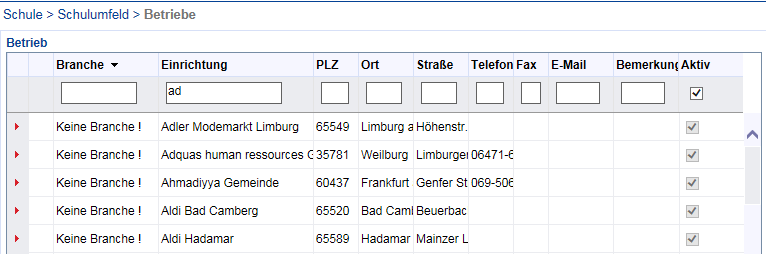 Schule > Schulumfeld > Betriebe
Betrieb
Branche Einrichtung PLZ Ort Straße Telefon Fax E-Mail Bemerkung Aktiv
ad
Keine Branche ! Adler Modemarkt Limburg 65549 Limburg a Höhenstr.
Keine Branche ! Adquas human ressources G 35781 Weilburg Limburger 06471-6
Keine Branche ! Ahmadiyya Gemeinde 60437 Frankfurt Genfer St 069-506
Keine Branche ! Aldi Bad Camberg 65520 Bad Camb Beuerbac
Keine Branche ! Aldi Hadamar 65589 Hadamar Mainzer L